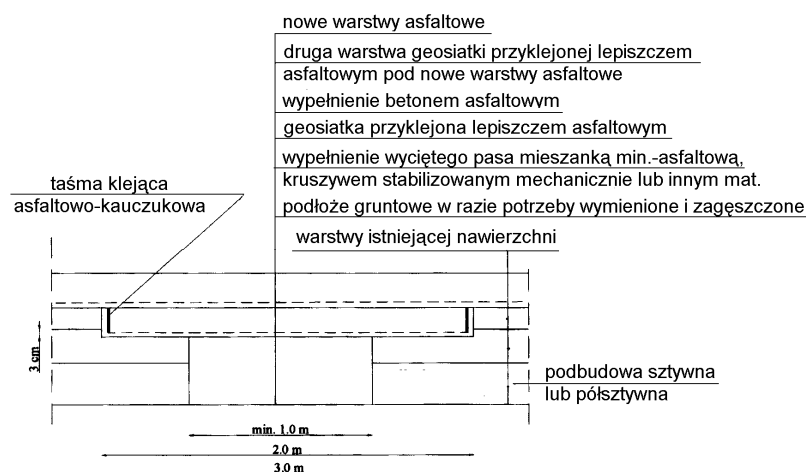 nowe warstwy asfaltowe
druga warstwa geosiatki przyklejonej lepiszczem
asfaltowym pod nowe warstwy asfaltowe
wypełnienie betonem asfaltowym
geosiatka przyklejona lepiszczem asfaltowym
wypełnienie wyciętego pasa mieszanką min.-asfaltową,
kruszywem stabilizowanym mechanicznie lub innym mat.
podłoże gruntowe w razie potrzeby wymienione i zagęszczone
warstwy istniejącej nawierzchni
taśma klejąca
asfaltowo-kauczukowa
3 cm
podbudowa sztywna
lub półsztywna
min. 1.0 m
2.0 m
3.0 m